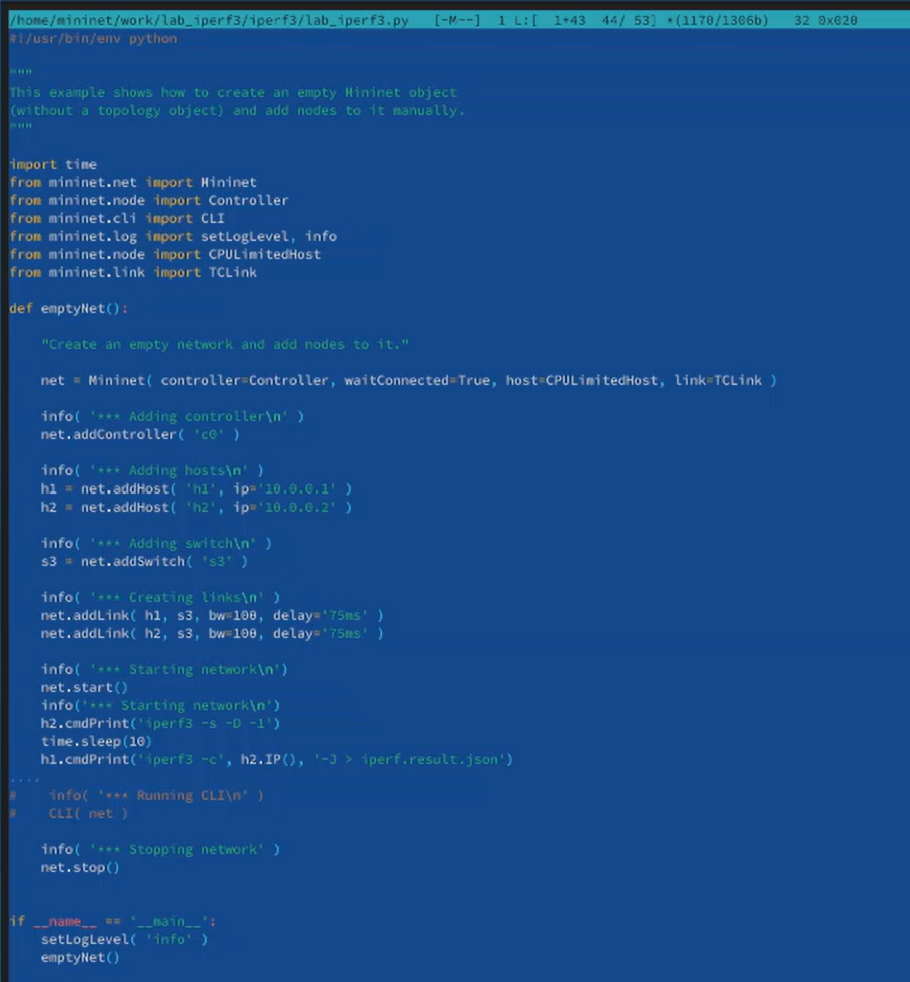 /home/mininet/work/lab_iperf3/iperf3/lab_iperf3.py   [-M--]  1 L:[  1+43  44/ 53] *(1170/1306b)   32 0x020
#!/usr/bin/env python
"""
This example shows how to create an empty Mininet object
(without a topology object) and add nodes to it manually.
"""
import time
from mininet.net import Mininet
from mininet.node import Controller
from mininet.cli import CLI
from mininet.log import setLogLevel, info
from mininet.node import CPULimitedHost
from mininet.link import TCLink
def emptyNet():
    "Create an empty network and add nodes to it."
    net = Mininet( controller=Controller, waitConnected=True, host=CPULimitedHost, link=TCLink )
    info( '*** Adding controller\n' )
    net.addController( 'c0' )
    info( '*** Adding hosts\n' )
    h1 = net.addHost( 'h1', ip='10.0.0.1' )
    h2 = net.addHost( 'h2', ip='10.0.0.2' )
    info( '*** Adding switch\n' )
    s3 = net.addSwitch( 's3' )
    info( '*** Creating links\n' )
    net.addLink( h1, s3, bw=100, delay='75ms' )
    net.addLink( h2, s3, bw=100, delay='75ms' )
    info( '*** Starting network\n')
    net.start()
    info('*** Starting network\n')
    h2.cmdPrint('iperf3 -s -D -1')
    time.sleep(10)
    h1.cmdPrint('iperf3 -c', h2.IP(), '-J > iperf.result.json')
....
#    info( '*** Running CLI\n' )
#    CLI( net )
    info( '*** Stopping network' )
    net.stop()
if __name__ == '__main__':
    setLogLevel( 'info' )
    emptyNet()